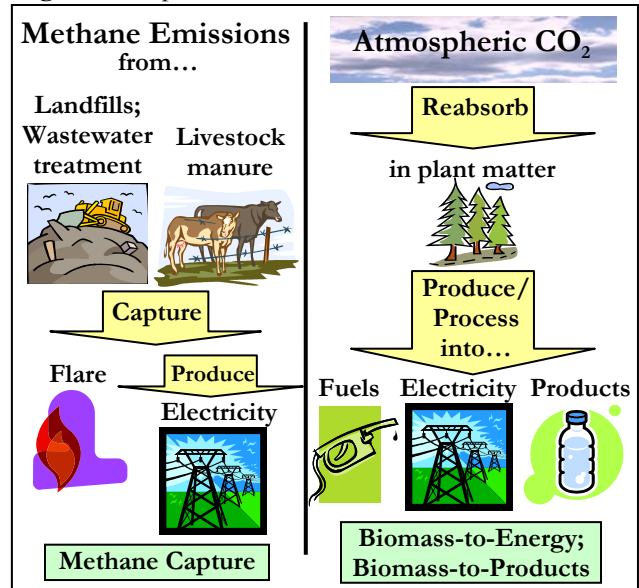 Methane Emissions
from…
Landfills;
Wastewater
treatment
Livestock
manure
Capture
Flare
Produce
Electricity
Methane Capture
Atmospheric CO₂
Reabsorb
in plant matter
Produce/
Process
into…
Fuels
Electricity
Products
Biomass-to-Energy;
Biomass-to-Products